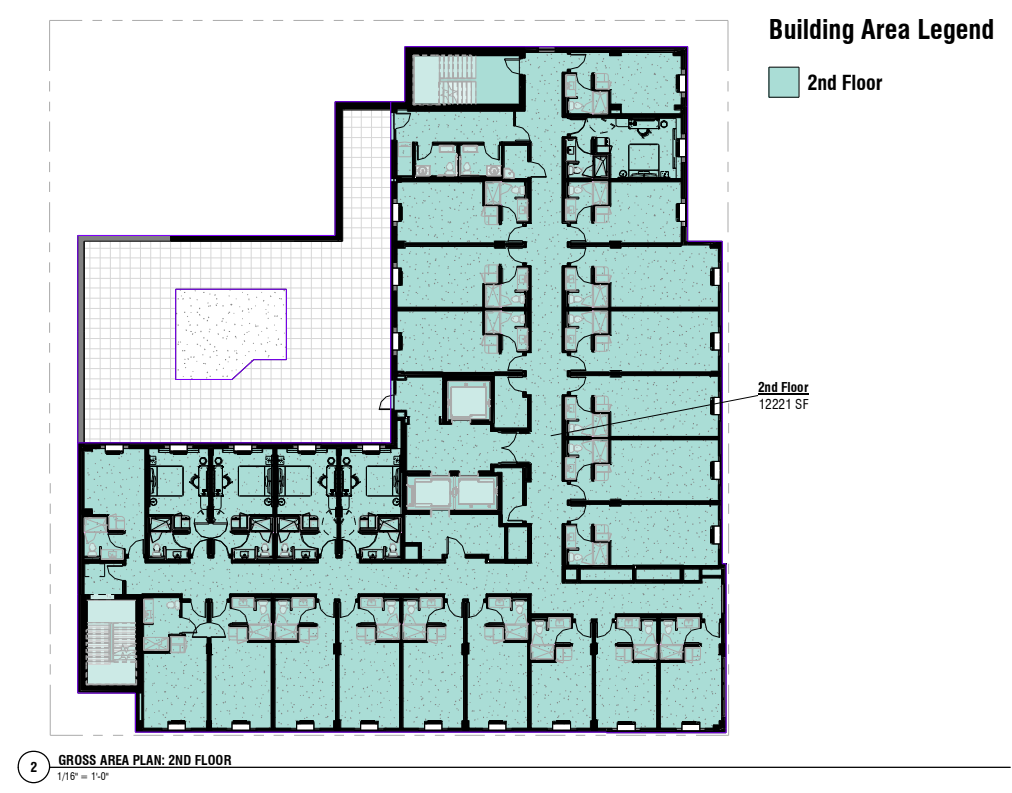 Building Area Legend
2nd Floor
2nd Floor
12221 SF
2
GROSS AREA PLAN: 2ND FLOOR
1/16" = 1'-0"